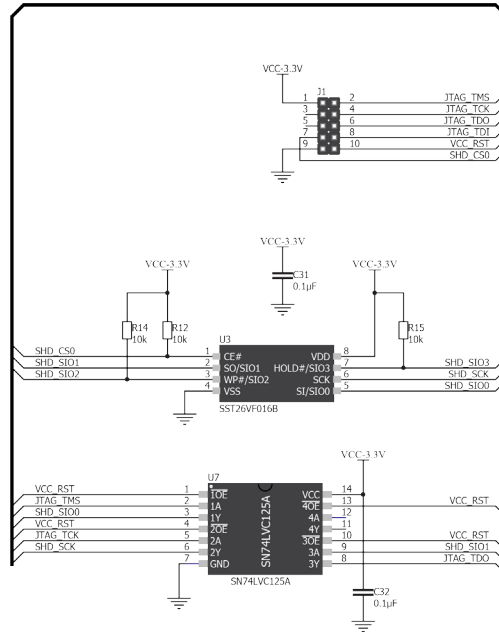 VCC-3.3V
J1
1 2 JTAG_TMS
3 4 JTAG_TCK
5 6 JTAG_TDO
7 8 JTAG_TDI
9 10 VCC_RST
SHD_CS0
VCC-3.3V
C31
0.1µF
VCC-3.3V
VCC-3.3V
R14
10k
R12
10k
R15
10k
U3
SHD_CS0 1 CE# VDD 8
SHD_SIO1 2 SO/SIO1 HOLD#/SIO3 7 SHD_SIO3
SHD_SIO2 3 WP#/SIO2 SCK 6 SHD_SCK
4 VSS SI/SIO0 5 SHD_SIO0
SST26VF016B
VCC-3.3V
U7
VCC_RST 1 1OE VCC 14
JTAG_TMS 2 1A 4OE 13 VCC_RST
SHD_SIO0 3 1Y 4A 12
VCC_RST 4 2OE 4Y 11
JTAG_TCK 5 2A 3OE 10 VCC_RST
SHD_SCK 6 2Y 3A 9 SHD_SIO1
7 GND 3Y 8 JTAG_TDO
SN74LVC125A
SN74LVC125A
C32
0.1µF